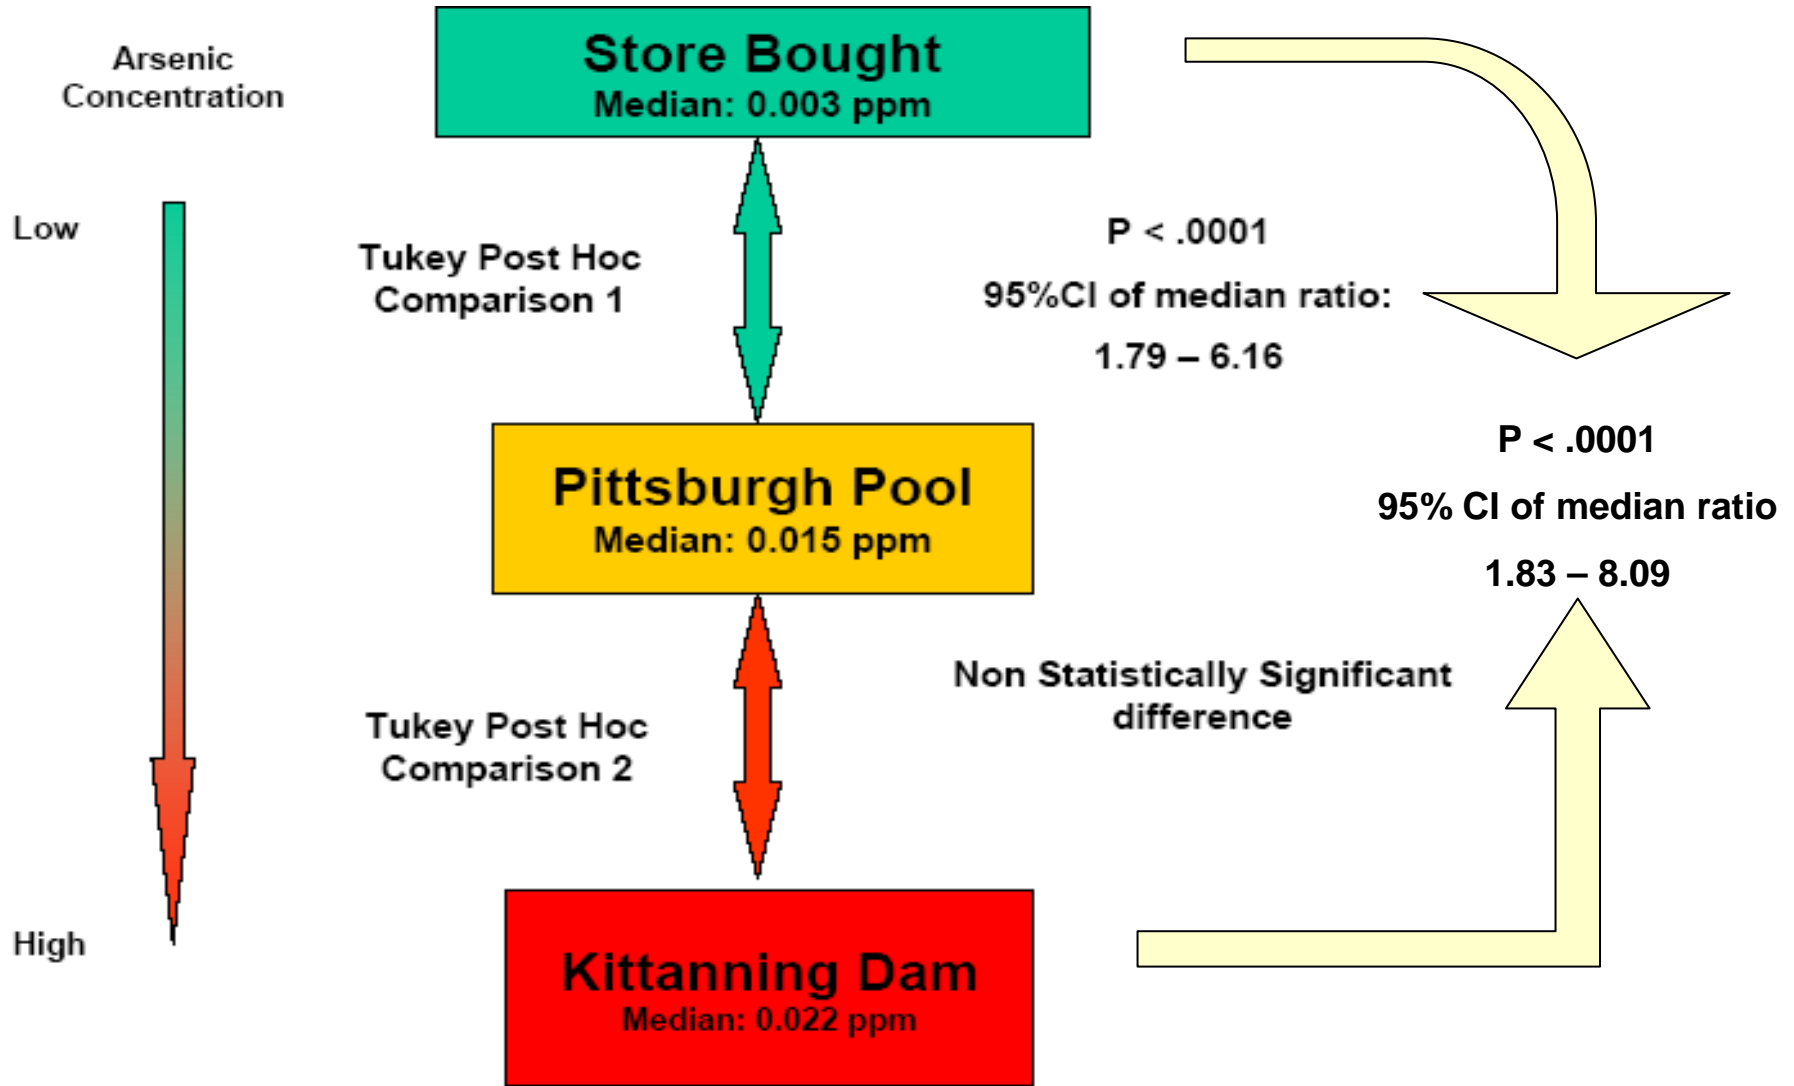 Arsenic
Concentration
Store Bought
Median: 0.003 ppm
Low
Tukey Post Hoc
Comparison 1
P < .0001
95%CI of median ratio:
1.79 – 6.16
Pittsburgh Pool
Median: 0.015 ppm
P < .0001
95% CI of median ratio
1.83 – 8.09
Tukey Post Hoc
Comparison 2
Non Statistically Significant
difference
High
Kittanning Dam
Median: 0.022 ppm